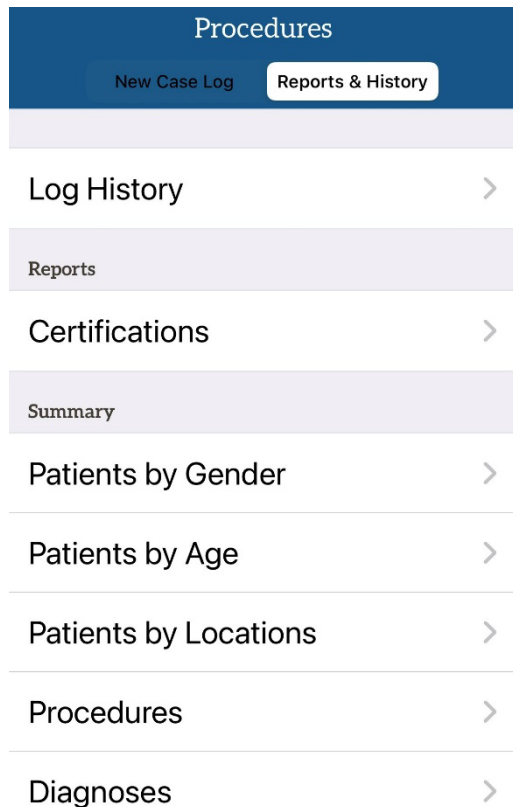 Procedures
New Case Log Reports & History
Log History
Reports
Certifications
Summary
Patients by Gender
Patients by Age
Patients by Locations
Procedures
Diagnoses